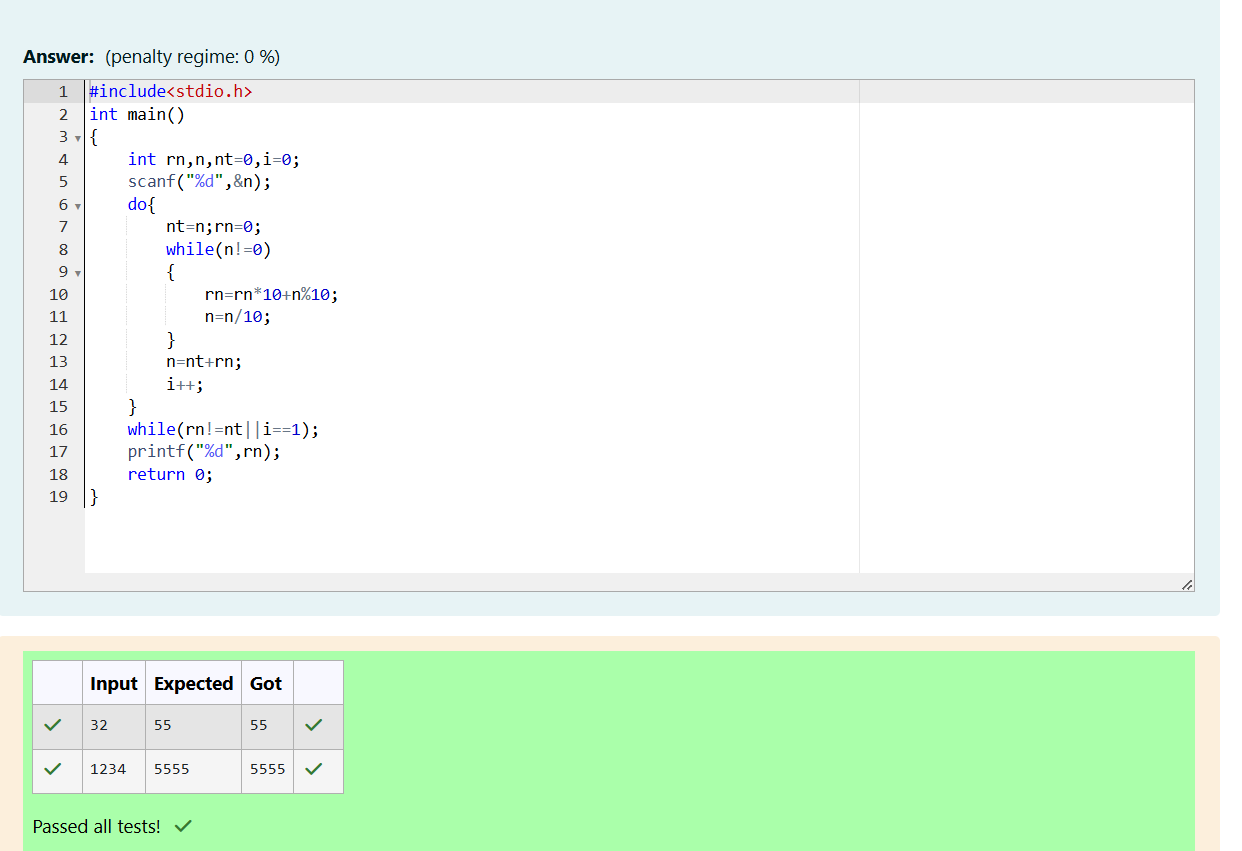 Answer: (penalty regime: 0 %)
1 #include<stdio.h>
2 int main()
3 {
4     int rn,n,nt=0,i=0;
5     scanf("%d",&n);
6     do{
7         nt=n;rn=0;
8         while(n!=0)
9         {
10             rn=rn*10+n%10;
11             n=n/10;
12         }
13         n=nt+rn;
14         i++;
15     }
16     while(rn!=nt||i==1);
17     printf("%d",rn);
18     return 0;
19 }
Input Expected Got
32 55 55
1234 5555 5555
Passed all tests!